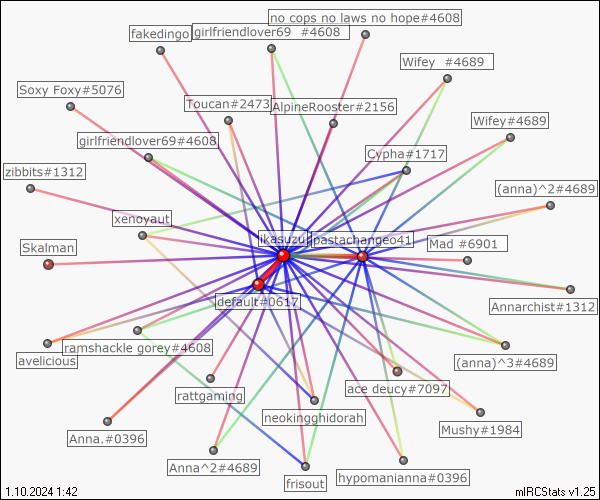 no cops no laws no hope#4608
girlfriendlover69 #4608
fakedingo
Wifey #4689
Soxy Foxy#5076
Toucan#2473
AlpineRooster#2156
Wifey#4689
girlfriendlover69#4608
Cypha#1717
zibbits#1312
(anna)^2#4689
xenoyaut
ikasuzu
pastachangeo41
Mad #6901
Skalman
default#0617
Annarchist#1312
ramshackle gorey#4608
avelicious
(anna)^3#4689
rattgaming
ace deucy#7097
neokingghidorah
Mushy#1984
Anna.#0396
Anna^2#4689
hypomanianna#0396
frisout
1.10.2024 1:42
mIRCStats v1.25